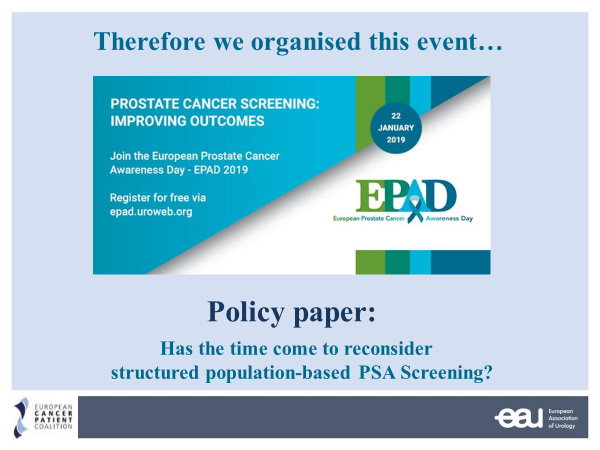 Therefore we organised this event…
PROSTATE CANCER SCREENING:
IMPROVING OUTCOMES
22
JANUARY
2019
Join the European Prostate Cancer
Awareness Day - EPAD 2019
Register for free via
epad.uroweb.org
EPAD
European Prostate Cancer Awareness Day
Policy paper:
Has the time come to reconsider
structured population-based PSA Screening?
EUROPEAN
CANCER
PATIENT
COALITION
eau
European
Association
of Urology